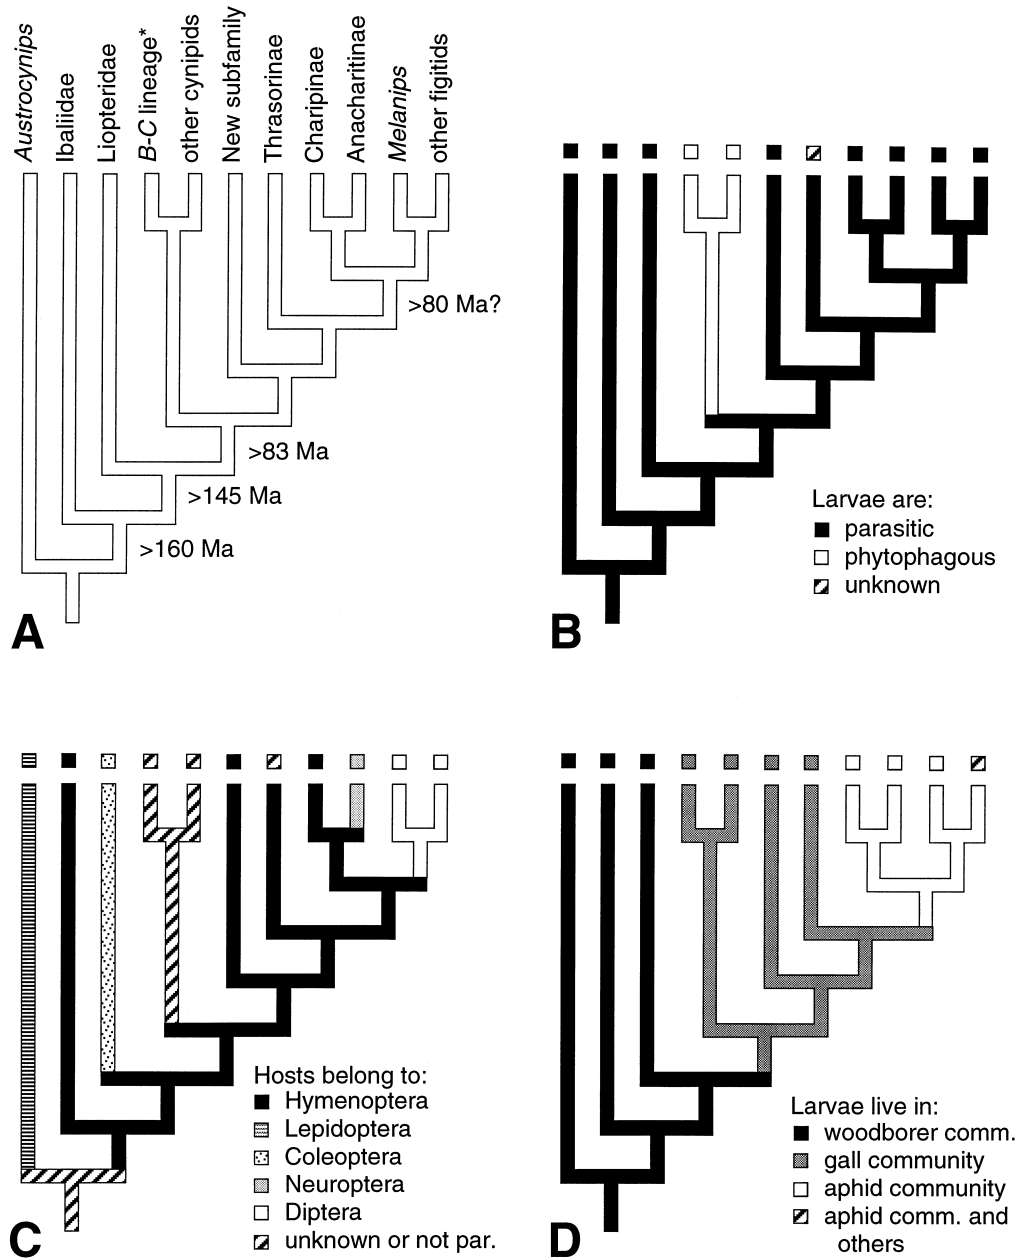 Austrocynips
Ibaliidae
Liopteridae
B-C lineage*
other cynipids
New subfamily
Thrasorinae
Charipinae
Anacharitinae
Melanips
other figitids
>80 Ma?
>83 Ma
>145 Ma
>160 Ma
A
Larvae are:
parasitic
phytophagous
unknown
B
Hosts belong to:
Hymenoptera
Lepidoptera
Coleoptera
Neuroptera
Diptera
unknown or not par.
C
Larvae live in:
woodborer comm.
gall community
aphid community
aphid comm. and
others
D